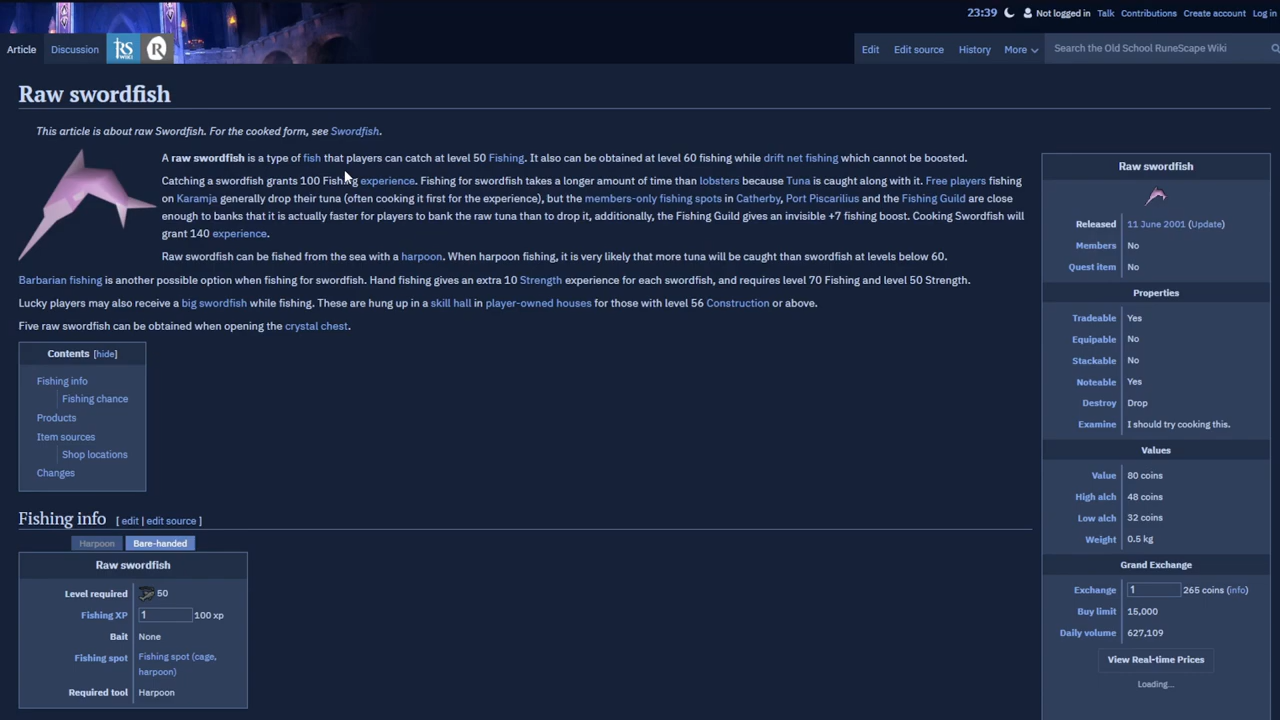 23:39 Not logged in Talk Contributions Create account Log in
Article Discussion RS WIKI R Edit Edit source History More Search the Old School RuneScape Wiki
Raw swordfish
This article is about raw Swordfish. For the cooked form, see Swordfish.
A raw swordfish is a type of fish that players can catch at level 50 Fishing. It also can be obtained at level 60 fishing while drift net fishing which cannot be boosted.
Catching a swordfish grants 100 Fishing experience. Fishing for swordfish takes a longer amount of time than lobsters because Tuna is caught along with it. Free players fishing
on Karamja generally drop their tuna (often cooking it first for the experience), but the members-only fishing spots in Catherby, Port Piscarilius and the Fishing Guild are close
enough to banks that it is actually faster for players to bank the raw tuna than to drop it, additionally, the Fishing Guild gives an invisible +7 fishing boost. Cooking Swordfish will
grant 140 experience.
Raw swordfish can be fished from the sea with a harpoon. When harpoon fishing, it is very likely that more tuna will be caught than swordfish at levels below 60.
Barbarian fishing is another possible option when fishing for swordfish. Hand fishing gives an extra 10 Strength experience for each swordfish, and requires level 70 Fishing and level 50 Strength.
Lucky players may also receive a big swordfish while fishing. These are hung up in a skill hall in player-owned houses for those with level 56 Construction or above.
Five raw swordfish can be obtained when opening the crystal chest.
Contents [hide]
Fishing info
Fishing chance
Products
Item sources
Shop locations
Changes
Fishing info [ edit | edit source ]
Harpoon Bare-handed
Raw swordfish
Level required 50
Fishing XP 1 100 xp
Bait None
Fishing spot Fishing spot (cage,
harpoon)
Required tool Harpoon
Raw swordfish
Released 11 June 2001 (Update)
Members No
Quest item No
Properties
Tradeable Yes
Equipable No
Stackable No
Noteable Yes
Destroy Drop
Examine I should try cooking this.
Values
Value 80 coins
High alch 48 coins
Low alch 32 coins
Weight 0.5 kg
Grand Exchange
Exchange 1 265 coins (info)
Buy limit 15,000
Daily volume 627,109
View Real-time Prices
Loading...